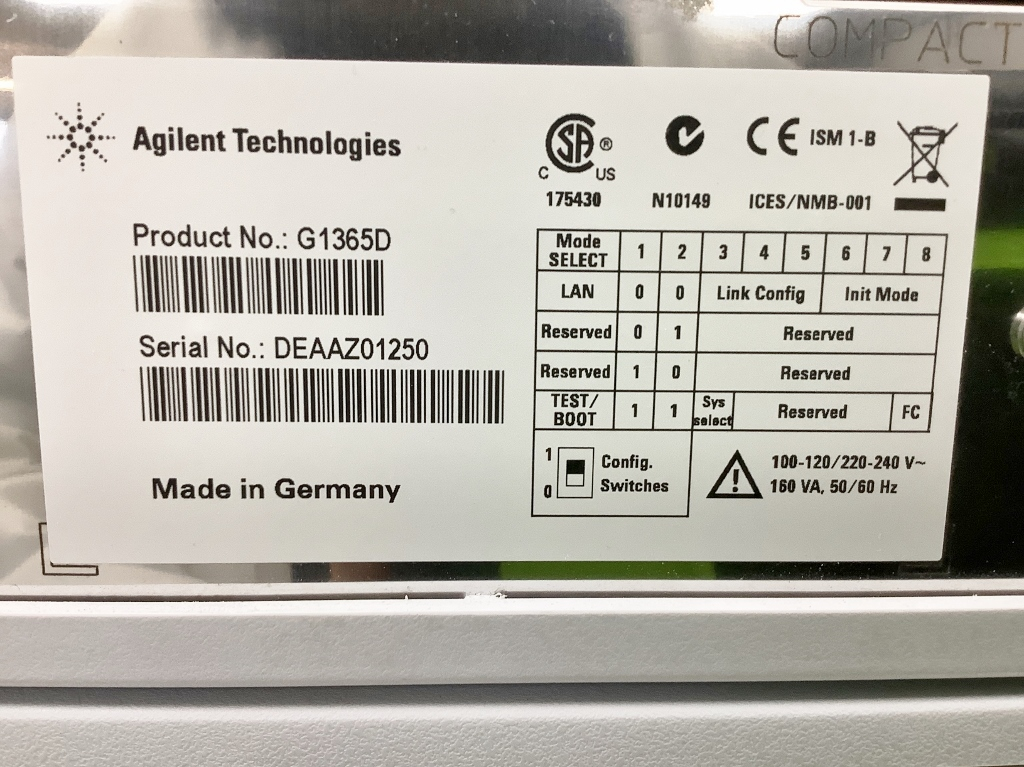 COMPACT
Agilent Technologies
Product No.: G1365D
Serial No.: DEAAZ01250
Made in Germany
SA ®
C US
175430
N10149
CE ISM 1-B
ICES/NMB-001
Mode SELECT 1 2 3 4 5 6 7 8
LAN 0 0 Link Config Init Mode
Reserved 0 1 Reserved
Reserved 1 0 Reserved
TEST/ BOOT 1 1 Sys select Reserved FC
1 Config.
0 Switches
100-120/220-240 V~
160 VA, 50/60 Hz